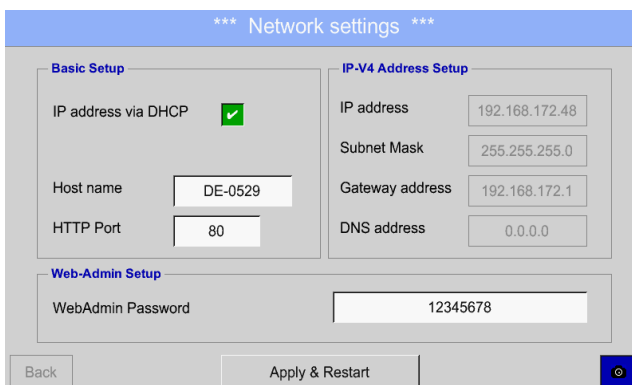 *** Network settings ***
Basic Setup
IP address via DHCP
Host name DE-0529
HTTP Port 80
IP-V4 Address Setup
IP address 192.168.172.48
Subnet Mask 255.255.255.0
Gateway address 192.168.172.1
DNS address 0.0.0.0
Web-Admin Setup
WebAdmin Password 12345678
Back Apply & Restart